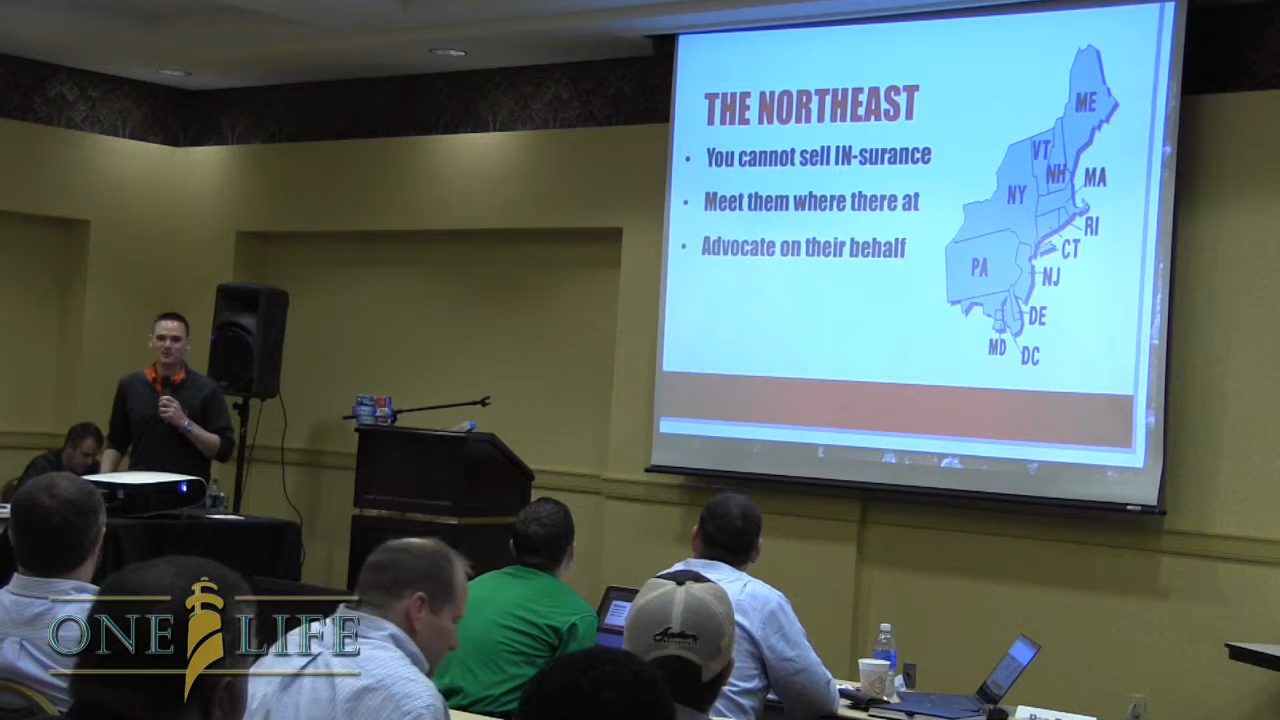 THE NORTHEAST
• You cannot sell IN-surance
• Meet them where there at
• Advocate on their behalf
ME
VT
NH
MA
NY
RI
CT
PA
NJ
DE
MD
DC
ONE LIFE